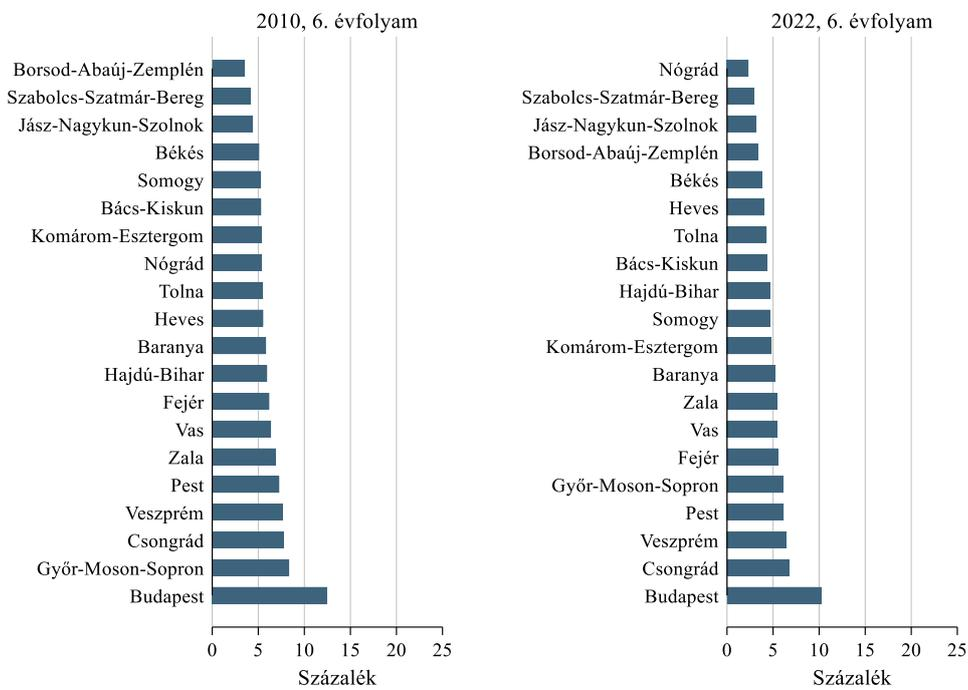 2010, 6. évfolyam
Borsod-Abaúj-Zemplén
Szabolcs-Szatmár-Bereg
Jász-Nagykun-Szolnok
Békés
Somogy
Bács-Kiskun
Komárom-Esztergom
Nógrád
Tolna
Heves
Baranya
Hajdú-Bihar
Fejér
Vas
Zala
Pest
Veszprém
Csongrád
Győr-Moson-Sopron
Budapest
0 5 10 15 20 25
Százalék
2022, 6. évfolyam
Nógrád
Szabolcs-Szatmár-Bereg
Jász-Nagykun-Szolnok
Borsod-Abaúj-Zemplén
Békés
Heves
Tolna
Bács-Kiskun
Hajdú-Bihar
Somogy
Komárom-Esztergom
Baranya
Zala
Vas
Fejér
Győr-Moson-Sopron
Pest
Veszprém
Csongrád
Budapest
0 5 10 15 20 25
Százalék